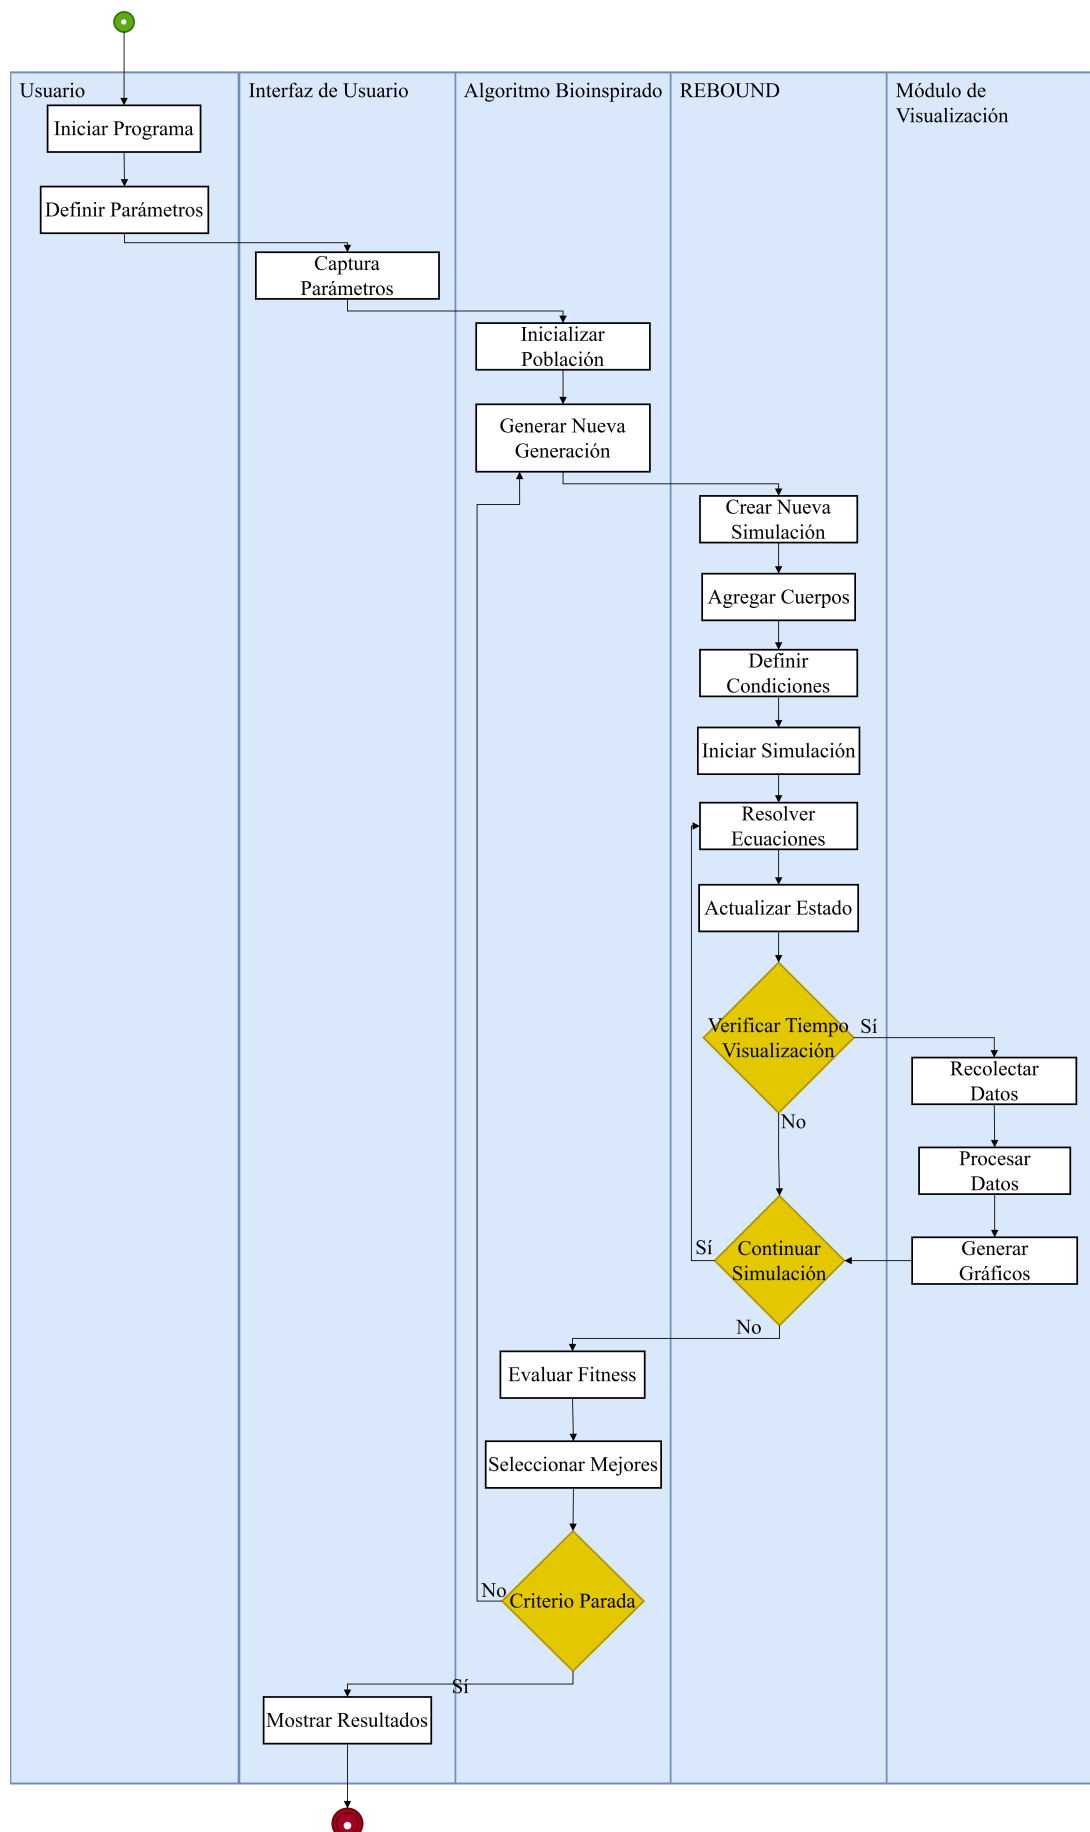 Usuario
Interfaz de Usuario
Algoritmo Bioinspirado
REBOUND
Módulo de
Visualización
Iniciar Programa
Definir Parámetros
Captura
Parámetros
Inicializar
Población
Generar Nueva
Generación
Crear Nueva
Simulación
Agregar Cuerpos
Definir
Condiciones
Iniciar Simulación
Resolver
Ecuaciones
Actualizar Estado
Verificar Tiempo
Visualización
Sí
No
Recolectar
Datos
Procesar
Datos
Generar
Gráficos
Continuar
Simulación
Sí
No
Evaluar Fitness
Seleccionar Mejores
Criterio Parada
No
Sí
Mostrar Resultados